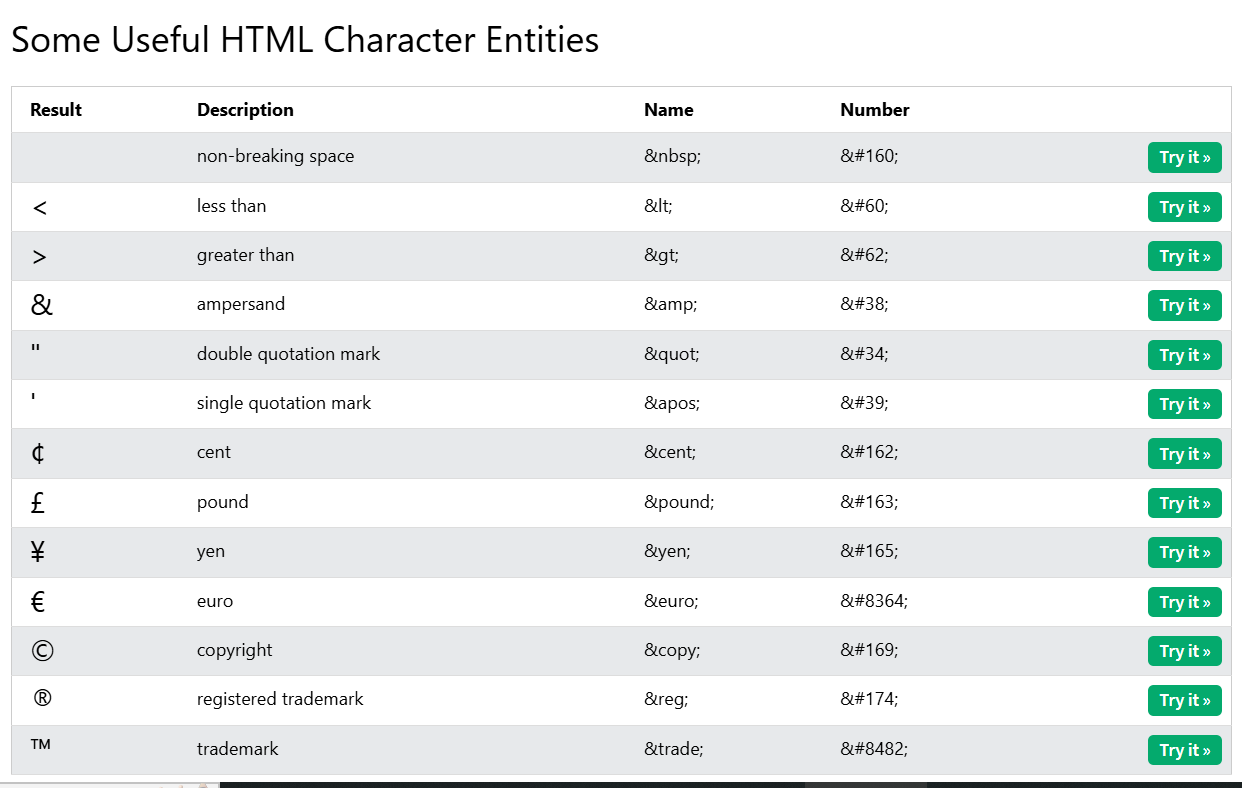 Some Useful HTML Character Entities
Result Description Name Number
non-breaking space &nbsp; &#160; Try it »
< less than &lt; &#60; Try it »
> greater than &gt; &#62; Try it »
& ampersand &amp; &#38; Try it »
" double quotation mark &quot; &#34; Try it »
' single quotation mark &apos; &#39; Try it »
¢ cent &cent; &#162; Try it »
£ pound &pound; &#163; Try it »
¥ yen &yen; &#165; Try it »
€ euro &euro; &#8364; Try it »
© copyright &copy; &#169; Try it »
® registered trademark &reg; &#174; Try it »
™ trademark &trade; &#8482; Try it »